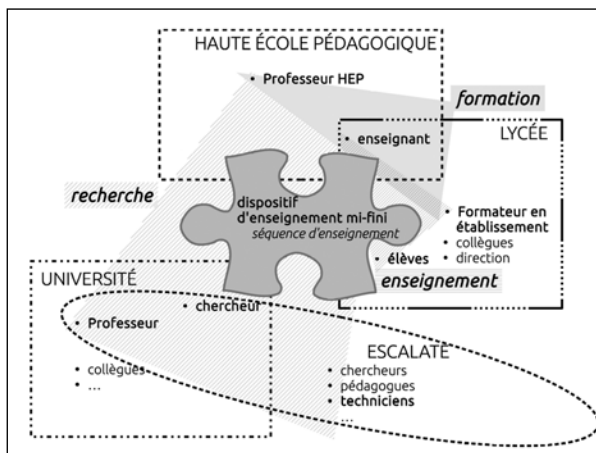 HAUTE ÉCOLE PÉDAGOGIQUE
• Professeur HEP
formation
• enseignant
LYCÉE
recherche
dispositif
d'enseignement mi-fini
séquence d'enseignement
• Formateur en
établissement
• collègues
• direction
• élèves
enseignement
UNIVERSITÉ
• chercheur
• Professeur
• collègues
• ...
ESCALATE
• chercheurs
• pédagogues
• techniciens
...